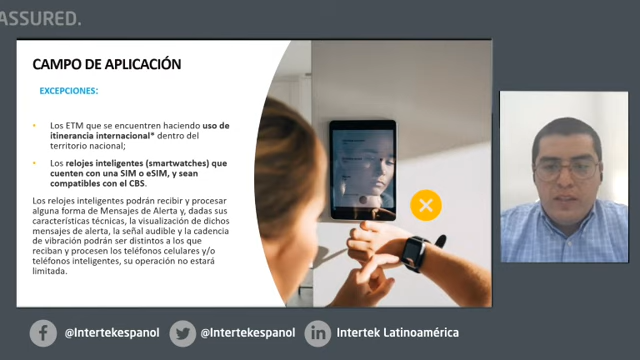 ASSURED.
CAMPO DE APLICACIÓN
EXCEPCIONES:
• Los ETM que se encuentren haciendo uso de
itinerancia internacional* dentro del
territorio nacional;
• Los relojes inteligentes (smartwatches) que
cuenten con una SIM o eSIM, y sean
compatibles con el CBS.
Los relojes inteligentes podrán recibir y procesar
alguna forma de Mensajes de Alerta y, dadas sus
características técnicas, la visualización de dichos
mensajes de alerta, la señal audible y la cadencia
de vibración podrán ser distintos a los que
reciban y procesen los teléfonos celulares y/o
teléfonos inteligentes, su operación no estará
limitada.
@Intertekespanol
@Intertekespanol
Intertek Latinoamérica